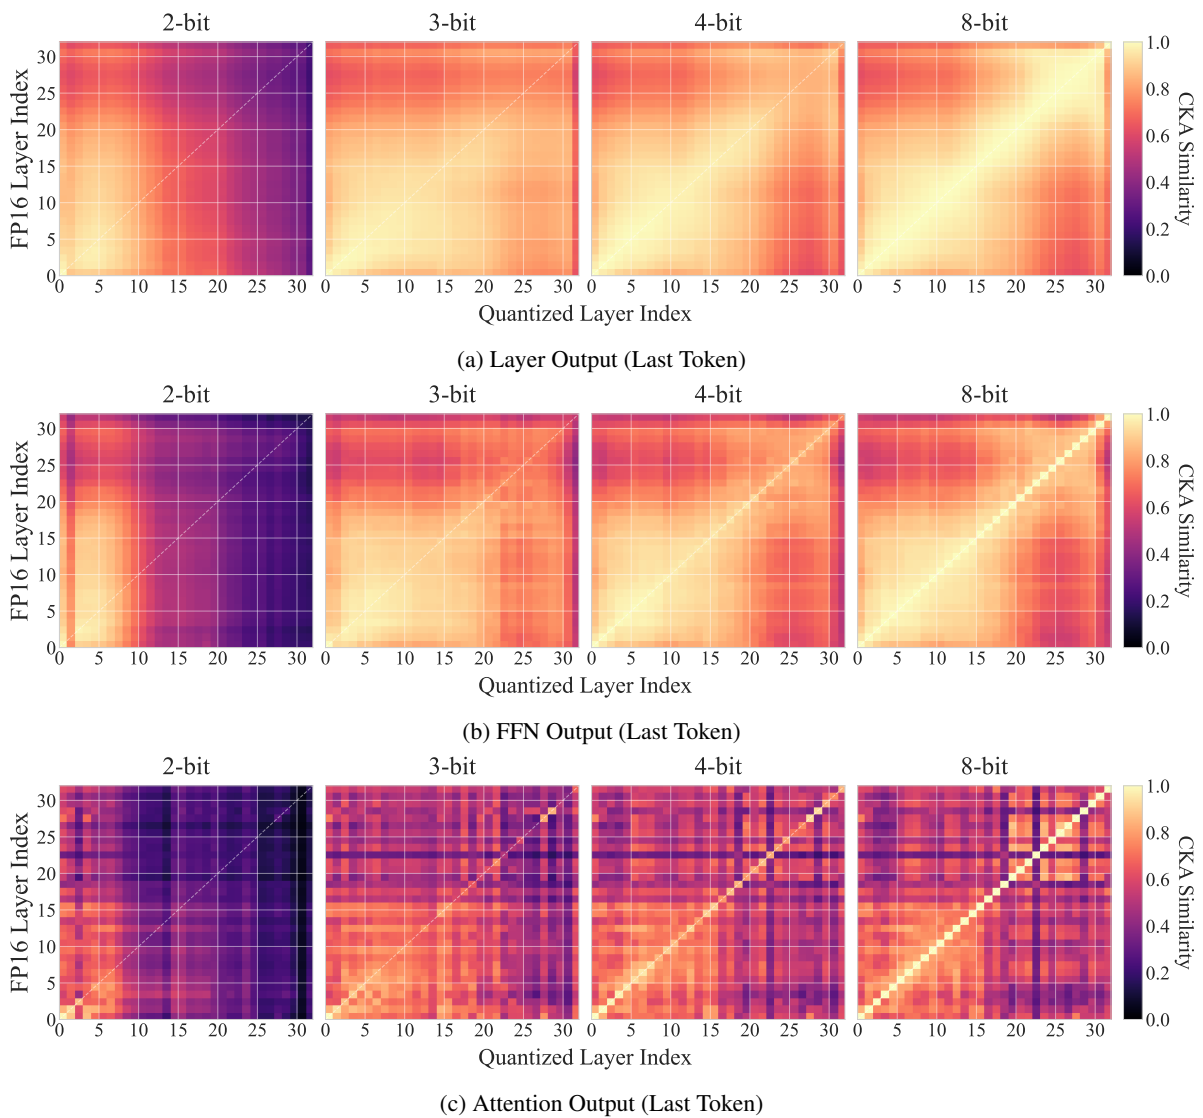 2-bit 3-bit 4-bit 8-bit
FP16 Layer Index
0 5 10 15 20 25 30
0 5 10 15 20 25 30
0 5 10 15 20 25 30
0 5 10 15 20 25 30
0 5 10 15 20 25 30
Quantized Layer Index
1.0 0.8 0.6 0.4 0.2 0.0
CKA Similarity
(a) Layer Output (Last Token)
2-bit 3-bit 4-bit 8-bit
FP16 Layer Index
0 5 10 15 20 25 30
0 5 10 15 20 25 30
0 5 10 15 20 25 30
0 5 10 15 20 25 30
0 5 10 15 20 25 30
Quantized Layer Index
1.0 0.8 0.6 0.4 0.2 0.0
CKA Similarity
(b) FFN Output (Last Token)
2-bit 3-bit 4-bit 8-bit
FP16 Layer Index
0 5 10 15 20 25 30
0 5 10 15 20 25 30
0 5 10 15 20 25 30
0 5 10 15 20 25 30
0 5 10 15 20 25 30
Quantized Layer Index
1.0 0.8 0.6 0.4 0.2 0.0
CKA Similarity
(c) Attention Output (Last Token)